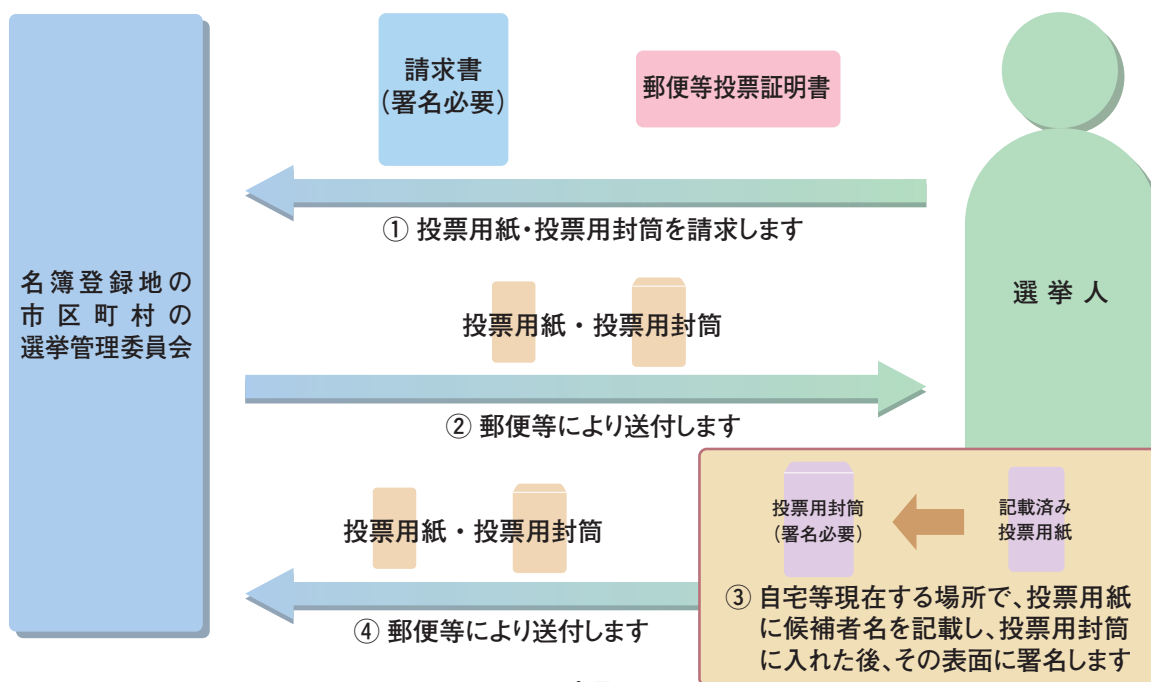 請求書
（署名必要）
郵便等投票証明書
① 投票用紙・投票用封筒を請求します
名簿登録地の
市区町村の
選挙管理委員会
選挙人
投票用紙・投票用封筒
② 郵便等により送付します
投票用紙・投票用封筒
④ 郵便等により送付します
投票用封筒
（署名必要）
記載済み
投票用紙
③ 自宅等現在する場所で、投票用紙
に候補者名を記載し、投票用封筒
に入れた後、その表面に署名します